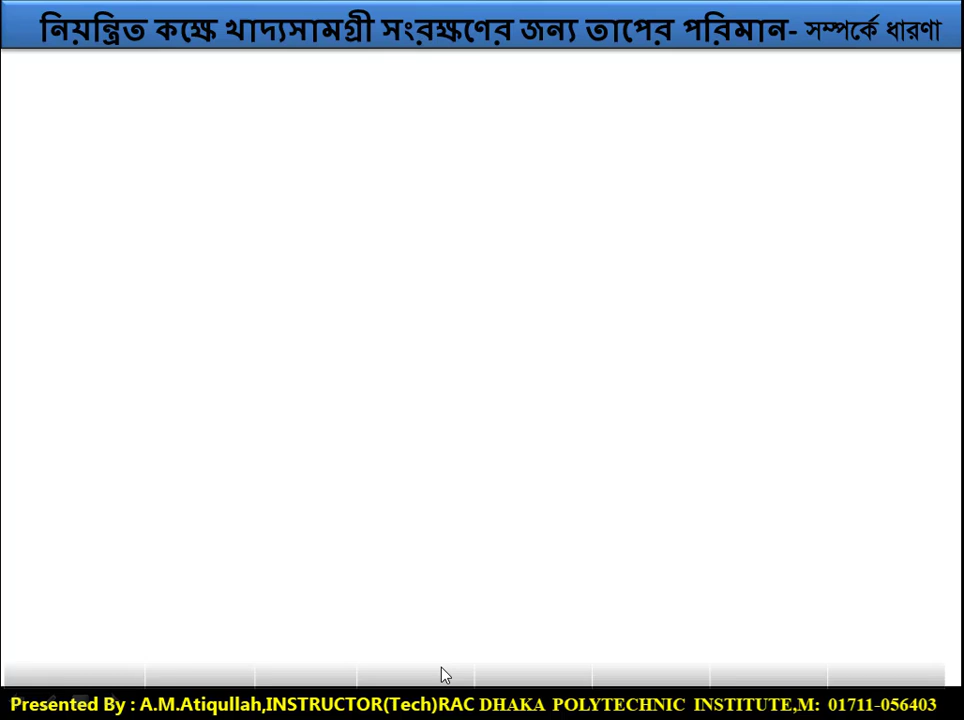 নিয়ন্ত্রিত কক্ষে খাদ্যসামগ্রী সংরক্ষণের জন্য তাপের পরিমান- সম্পর্কে ধারণা
Presented By : A.M.Atiqullah,INSTRUCTOR(Tech)RAC DHAKA POLYTECHNIC INSTITUTE,M: 01711-056403